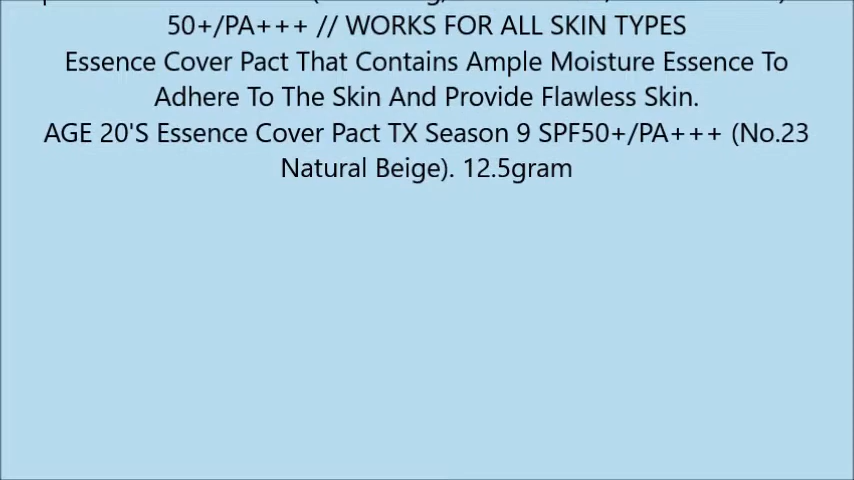 50+/PA+++ // WORKS FOR ALL SKIN TYPES
Essence Cover Pact That Contains Ample Moisture Essence To
Adhere To The Skin And Provide Flawless Skin.
AGE 20'S Essence Cover Pact TX Season 9 SPF50+/PA+++ (No.23
Natural Beige). 12.5gram